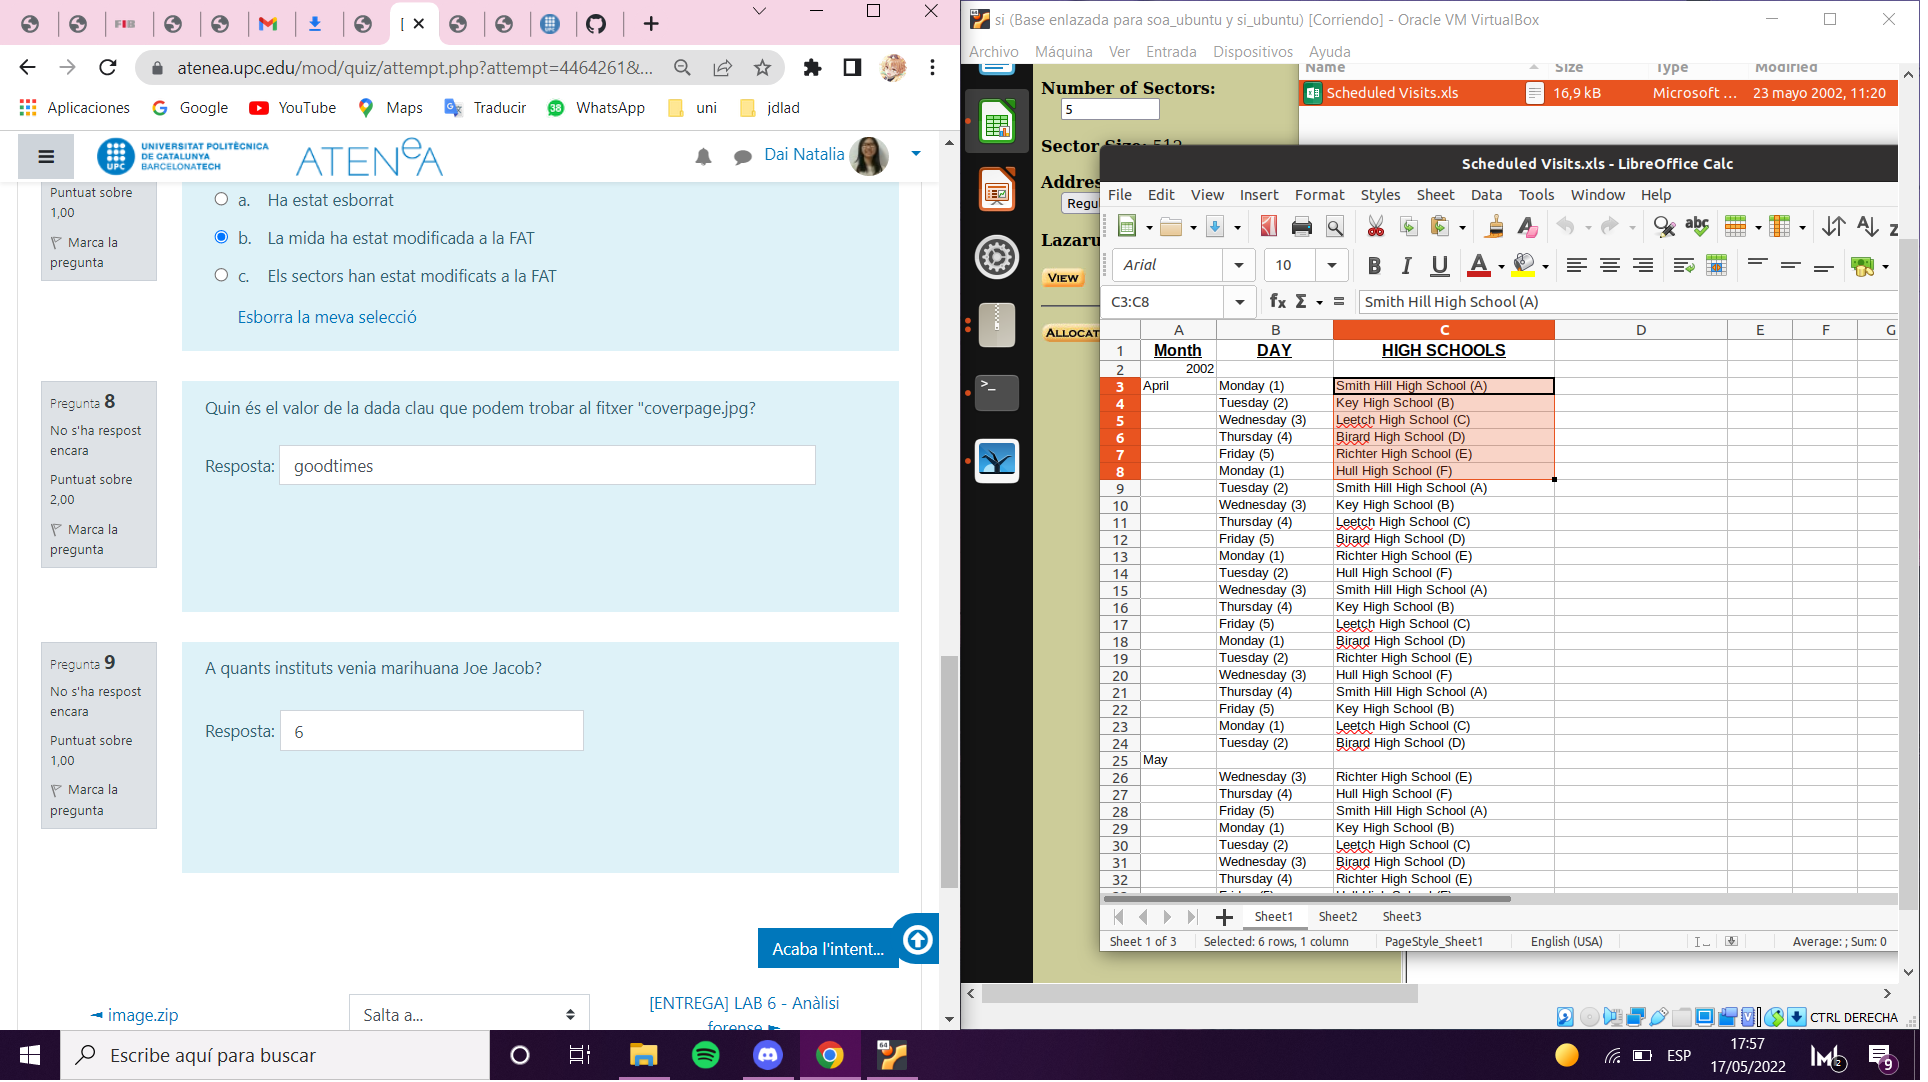 [
FIB
atenea.upc.edu/mod/quiz/attempt.php?attempt=4464261&...
Aplicaciones
Google
YouTube
Maps
Traducir
38
WhatsApp
uni
jdlad
UNIVERSITAT POLITÈCNICA
DE CATALUNYA
BARCELONATECH
UPC
ATENeA
Dai Natalia
Puntuat sobre
1,00
Marca la
pregunta
a. Ha estat esborrat
b. La mida ha estat modificada a la FAT
c. Els sectors han estat modificats a la FAT
Esborra la meva selecció
Pregunta 8
No s'ha respost
encara
Puntuat sobre
2,00
Marca la
pregunta
Quin és el valor de la dada clau que podem trobar al fitxer "coverpage.jpg?
Resposta: goodtimes
Pregunta 9
No s'ha respost
encara
Puntuat sobre
1,00
Marca la
pregunta
A quants instituts venia marihuana Joe Jacob?
Resposta: 6
Acaba l'intent...
◄ image.zip
Salta a...
[ENTREGA] LAB 6 - Anàlisi
forense ►
si (Base enlazada para soa_ubuntu y si_ubuntu) [Corriendo] - Oracle VM VirtualBox
Archivo Máquina Ver Entrada Dispositivos Ayuda
Number of Sectors:
5
Sector Size: 512
Addres
Regu
Lazaru
VIEW
ALLOCAT
Name Size Type Modified
Scheduled Visits.xls 16,9 kB Microsoft ... 23 mayo 2002, 11:20
Scheduled Visits.xls - LibreOffice Calc
File Edit View Insert Format Styles Sheet Data Tools Window Help
Arial 10
C3:C8
Smith Hill High School (A)
A B C D E F G
1 Month DAY HIGH SCHOOLS
2 2002
3 April Monday (1) Smith Hill High School (A)
4 Tuesday (2) Key High School (B)
5 Wednesday (3) Leetch High School (C)
6 Thursday (4) Birard High School (D)
7 Friday (5) Richter High School (E)
8 Monday (1) Hull High School (F)
9 Tuesday (2) Smith Hill High School (A)
10 Wednesday (3) Key High School (B)
11 Thursday (4) Leetch High School (C)
12 Friday (5) Birard High School (D)
13 Monday (1) Richter High School (E)
14 Tuesday (2) Hull High School (F)
15 Wednesday (3) Smith Hill High School (A)
16 Thursday (4) Key High School (B)
17 Friday (5) Leetch High School (C)
18 Monday (1) Birard High School (D)
19 Tuesday (2) Richter High School (E)
20 Wednesday (3) Hull High School (F)
21 Thursday (4) Smith Hill High School (A)
22 Friday (5) Key High School (B)
23 Monday (1) Leetch High School (C)
24 Tuesday (2) Birard High School (D)
25 May
26 Wednesday (3) Richter High School (E)
27 Thursday (4) Hull High School (F)
28 Friday (5) Smith Hill High School (A)
29 Monday (1) Key High School (B)
30 Tuesday (2) Leetch High School (C)
31 Wednesday (3) Birard High School (D)
32 Thursday (4) Richter High School (E)
Sheet1 Sheet2 Sheet3
Sheet 1 of 3 Selected: 6 rows, 1 column PageStyle_Sheet1 English (USA) Average: ; Sum: 0
CTRL DERECHA
Escribe aquí para buscar
ESP
17:57
17/05/2022
2
9